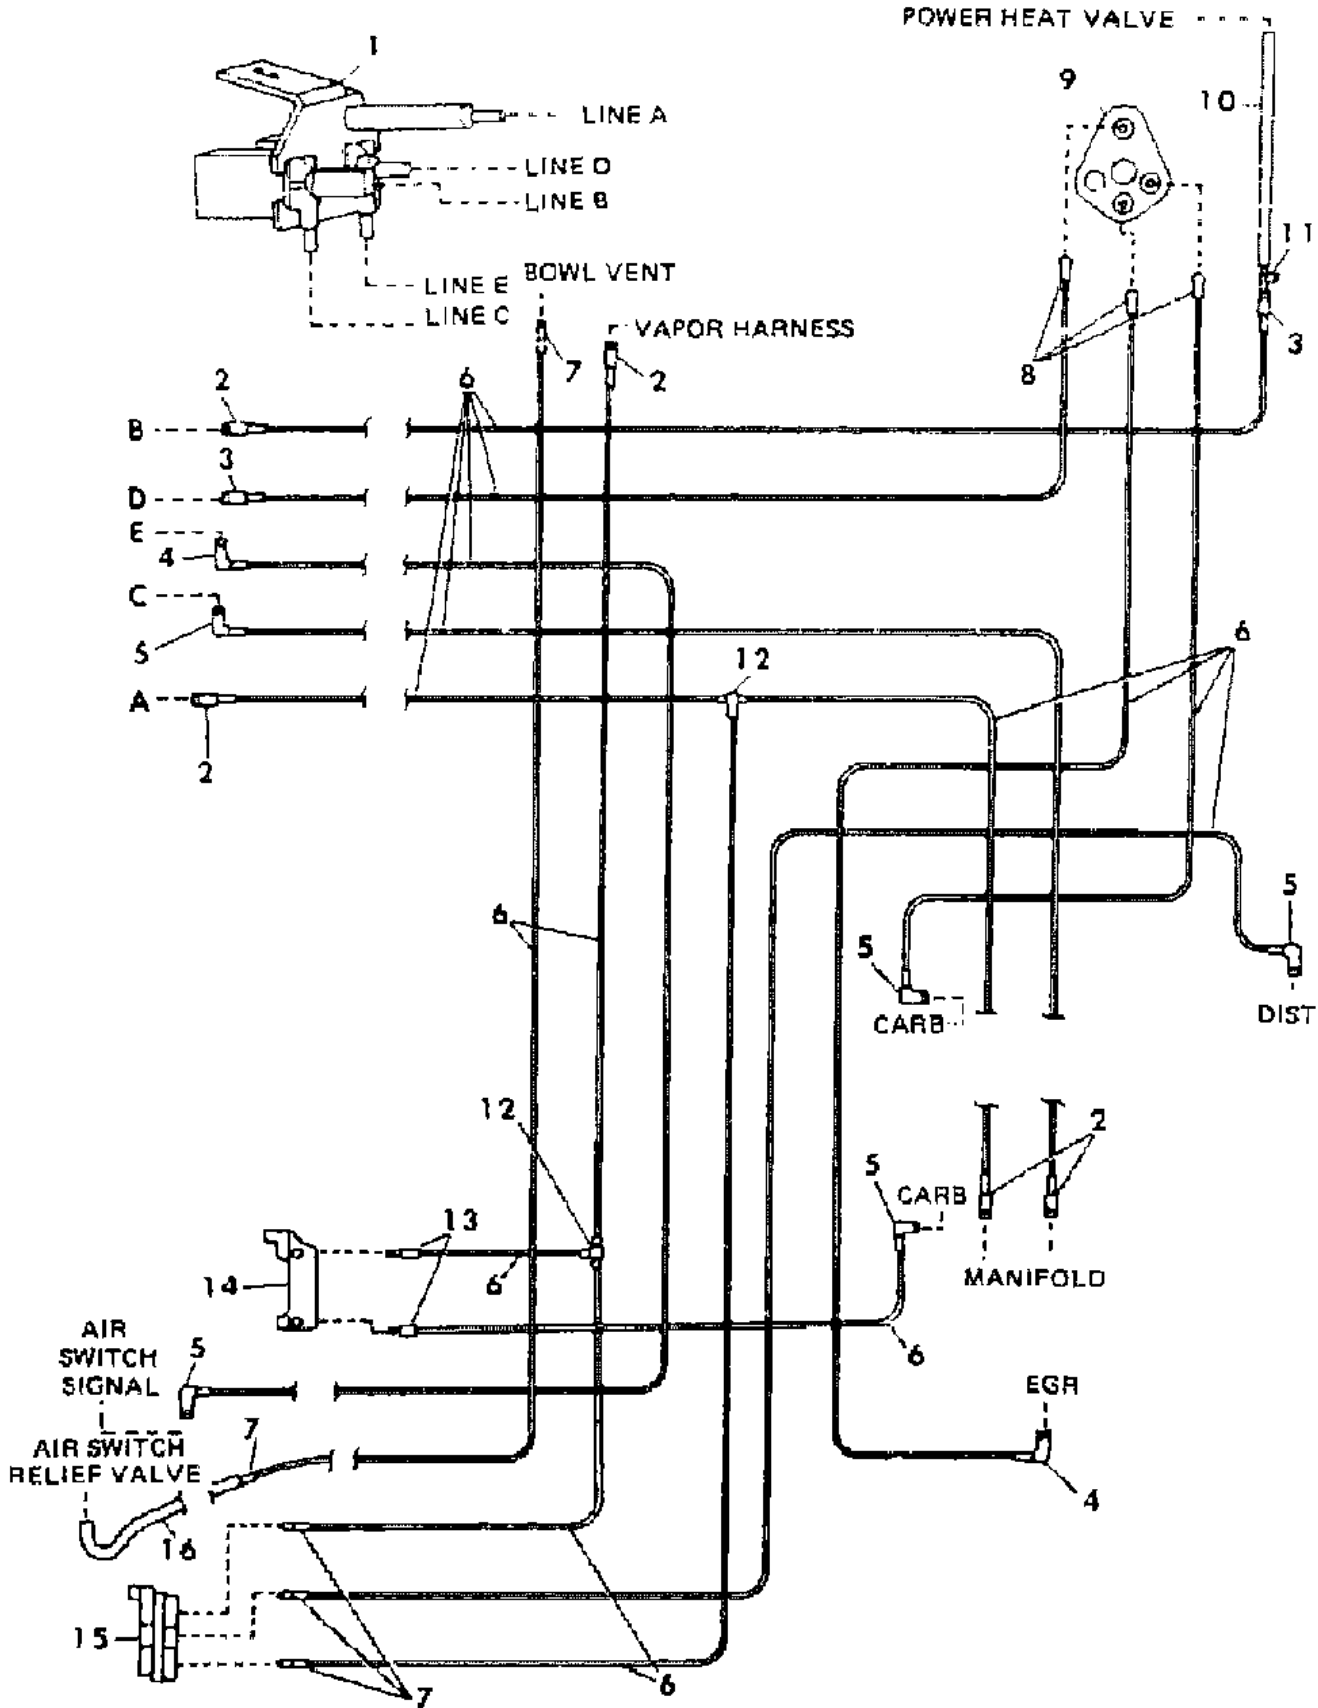 POWER HEAT VALVE
1
9
10
LINE A
LINE D
LINE B
11
BOWL VENT
LINE E
LINE C
VAPOR HARNESS
7
2
3
8
2
6
B
3
D
E
4
C
5
6
12
A
2
6
5
5
CARB
DIST
12
2
5
CARB
13
14
6
MANIFOLD
AIR
SWITCH
SIGNAL
5
6
EGR
7
AIR SWITCH
RELIEF VALVE
4
16
15
6
7